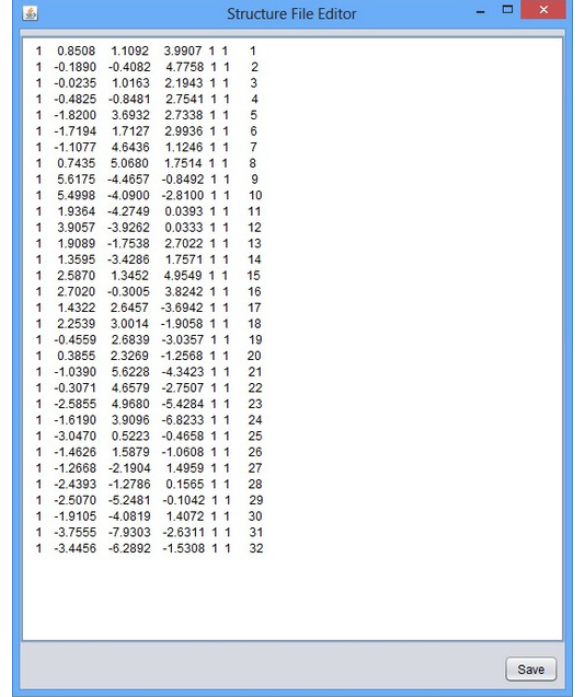 Structure File Editor
1 0.8508 1.1092 3.9907 1 1 1
1 -0.1890 -0.4082 4.7758 1 1 2
1 -0.0235 1.0163 2.1943 1 1 3
1 -0.4825 -0.8481 2.7541 1 1 4
1 -1.8200 3.6932 2.7338 1 1 5
1 -1.7194 1.7127 2.9936 1 1 6
1 -1.1077 4.6436 1.1246 1 1 7
1 0.7435 5.0680 1.7514 1 1 8
1 5.6175 -4.4657 -0.8492 1 1 9
1 5.4998 -4.0900 -2.8100 1 1 10
1 1.9364 -4.2749 0.0393 1 1 11
1 3.9057 -3.9262 0.0333 1 1 12
1 1.9089 -1.7538 2.7022 1 1 13
1 1.3595 -3.4286 1.7571 1 1 14
1 2.5870 1.3452 4.9549 1 1 15
1 2.7020 -0.3005 3.8242 1 1 16
1 1.4322 2.6457 -3.6942 1 1 17
1 2.2539 3.0014 -1.9058 1 1 18
1 -0.4559 2.6839 -3.0357 1 1 19
1 0.3855 2.3269 -1.2568 1 1 20
1 -1.0390 5.6228 -4.3423 1 1 21
1 -0.3071 4.6579 -2.7507 1 1 22
1 -2.5855 4.9680 -5.4284 1 1 23
1 -1.6190 3.9096 -6.8233 1 1 24
1 -3.0470 0.5223 -0.4658 1 1 25
1 -1.4626 1.5879 -1.0608 1 1 26
1 -1.2668 -2.1904 1.4959 1 1 27
1 -2.4393 -1.2786 0.1565 1 1 28
1 -2.5070 -5.2481 -0.1042 1 1 29
1 -1.9105 -4.0819 1.4072 1 1 30
1 -3.7555 -7.9303 -2.6311 1 1 31
1 -3.4456 -6.2892 -1.5308 1 1 32
Save